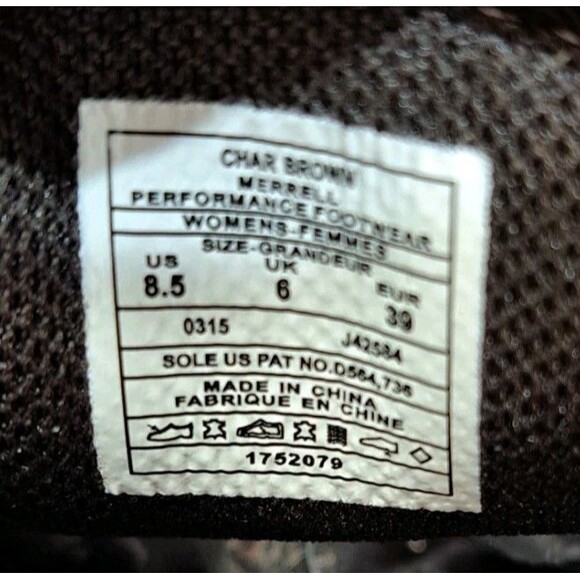 CHAR BROWN
MERRELL
PERFORMANCE FOOTWEAR
WOMENS-FEMMES
SIZE-GRANDEUR
US UK EUR
8.5 6 39
0315 J42584
SOLE US PAT NO.D564,736
MADE IN CHINA
FABRIQUE EN CHINE
1752079